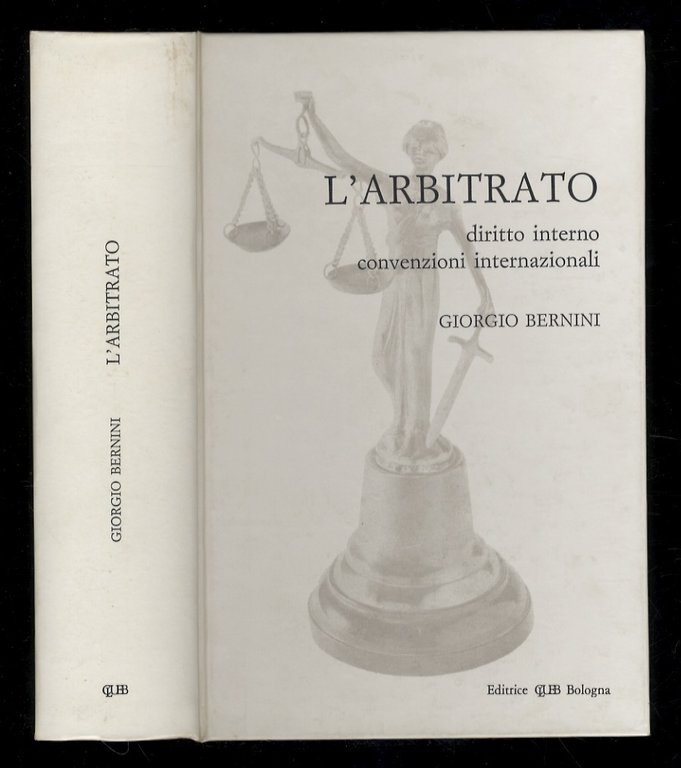 L'ARBITRATO
diritto interno
convenzioni internazionali
GIORGIO BERNINI
Editrice CLUEB Bologna
GIORGIO BERNINI L'ARBITRATO
CLUEB